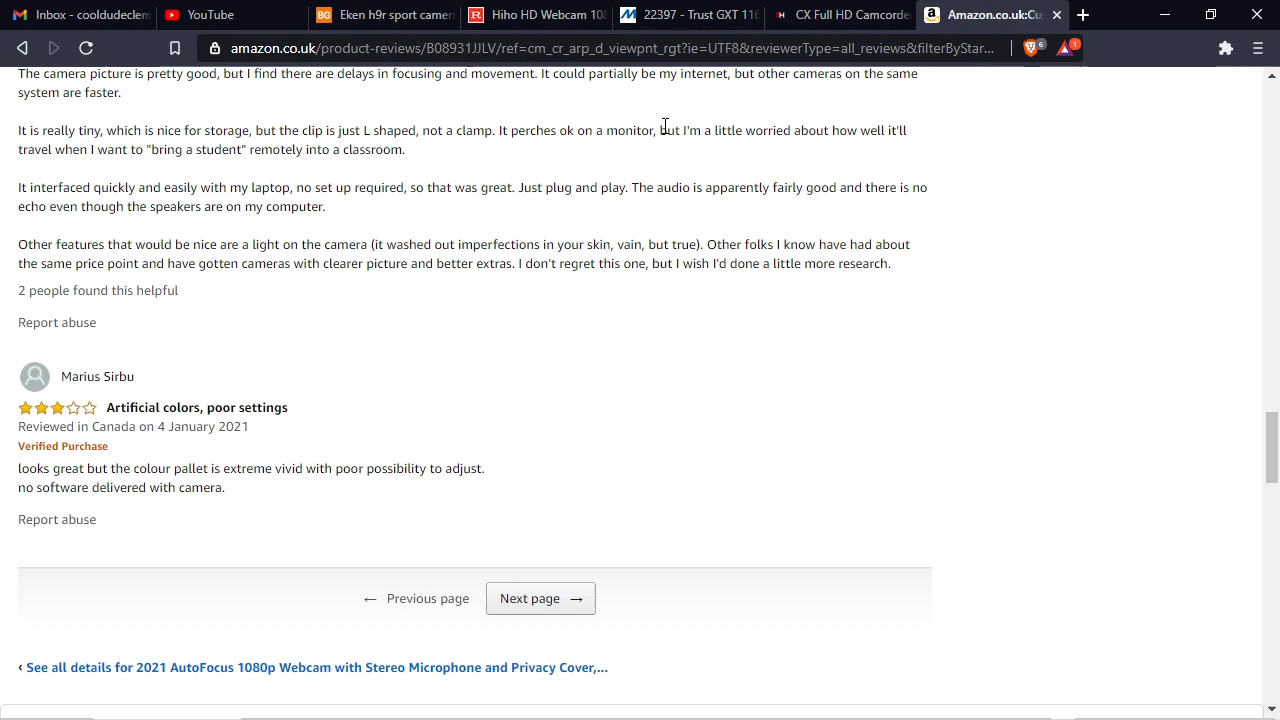 Inbox - cooldudeclem
YouTube
BG Eken h9r sport camera
R Hiho HD Webcam 108
22397 - Trust GXT 116
CX Full HD Camcorde
a Amazon.co.uk:Cu
amazon.co.uk/product-reviews/B08931JLV/ref=cm_cr_arp_d_viewpnt_rgt?ie=UTF8&reviewerType=all_reviews&filterByStar...
6
1
The camera picture is pretty good, but I find there are delays in focusing and movement. It could partially be my internet, but other cameras on the same
system are faster.
It is really tiny, which is nice for storage, but the clip is just L shaped, not a clamp. It perches ok on a monitor, but I'm a little worried about how well it'll
travel when I want to "bring a student" remotely into a classroom.
It interfaced quickly and easily with my laptop, no set up required, so that was great. Just plug and play. The audio is apparently fairly good and there is no
echo even though the speakers are on my computer.
Other features that would be nice are a light on the camera (it washed out imperfections in your skin, vain, but true). Other folks I know have had about
the same price point and have gotten cameras with clearer picture and better extras. I don't regret this one, but I wish I'd done a little more research.
2 people found this helpful
Report abuse
Marius Sirbu
Artificial colors, poor settings
Reviewed in Canada on 4 January 2021
Verified Purchase
looks great but the colour pallet is extreme vivid with poor possibility to adjust.
no software delivered with camera.
Report abuse
← Previous page
Next page →
‹ See all details for 2021 AutoFocus 1080p Webcam with Stereo Microphone and Privacy Cover,...